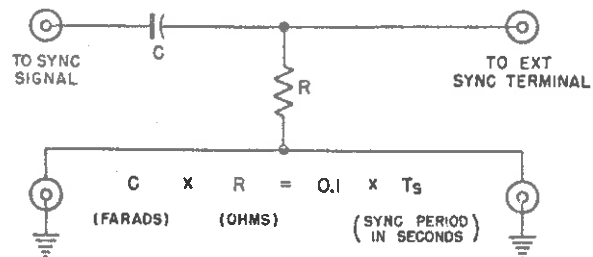 C
TO SYNC
SIGNAL
R
TO EXT
SYNC TERMINAL
C x R = 0.1 x Ts
(FARADS) (OHMS) (SYNC PERIOD
IN SECONDS)